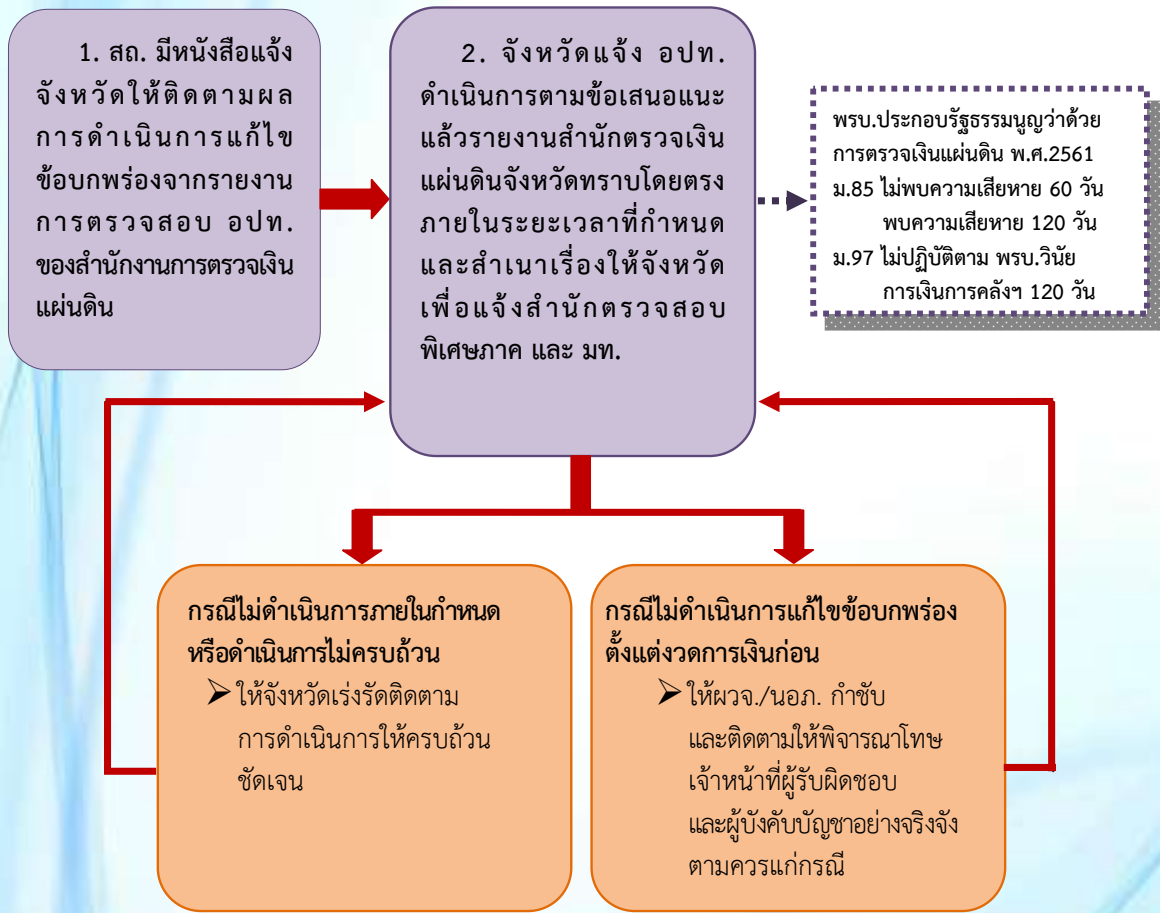 1. สถ. มีหนังสือแจ้ง
จังหวัดให้ติดตามผล
การดำเนินการแก้ไข
ข้อบกพร่องจากรายงาน
การตรวจสอบ อปท.
ของสำนักงานการตรวจเงิน
แผ่นดิน
2. จังหวัดแจ้ง อปท.
ดำเนินการตามข้อเสนอแนะ
แล้วรายงานสำนักตรวจเงิน
แผ่นดินจังหวัดทราบโดยตรง
ภายในระยะเวลาที่กำหนด
และสำเนาเรื่องให้จังหวัด
เพื่อแจ้งสำนักตรวจสอบ
พิเศษภาค และ มท.
พรบ.ประกอบรัฐธรรมนูญว่าด้วย
การตรวจเงินแผ่นดิน พ.ศ.2561
ม.85 ไม่พบความเสียหาย 60 วัน
พบความเสียหาย 120 วัน
ม.97 ไม่ปฏิบัติตาม พรบ.วินัย
การเงินการคลังฯ 120 วัน
กรณีไม่ดำเนินการภายในกำหนด
หรือดำเนินการไม่ครบถ้วน
➢ ให้จังหวัดเร่งรัดติดตาม
การดำเนินการให้ครบถ้วน
ชัดเจน
กรณีไม่ดำเนินการแก้ไขข้อบกพร่อง
ตั้งแต่งวดการเงินก่อน
➢ ให้ผวจ./นอภ. กำชับ
และติดตามให้พิจารณาโทษ
เจ้าหน้าที่ผู้รับผิดชอบ
และผู้บังคับบัญชาอย่างจริงจัง
ตามควรแก่กรณี